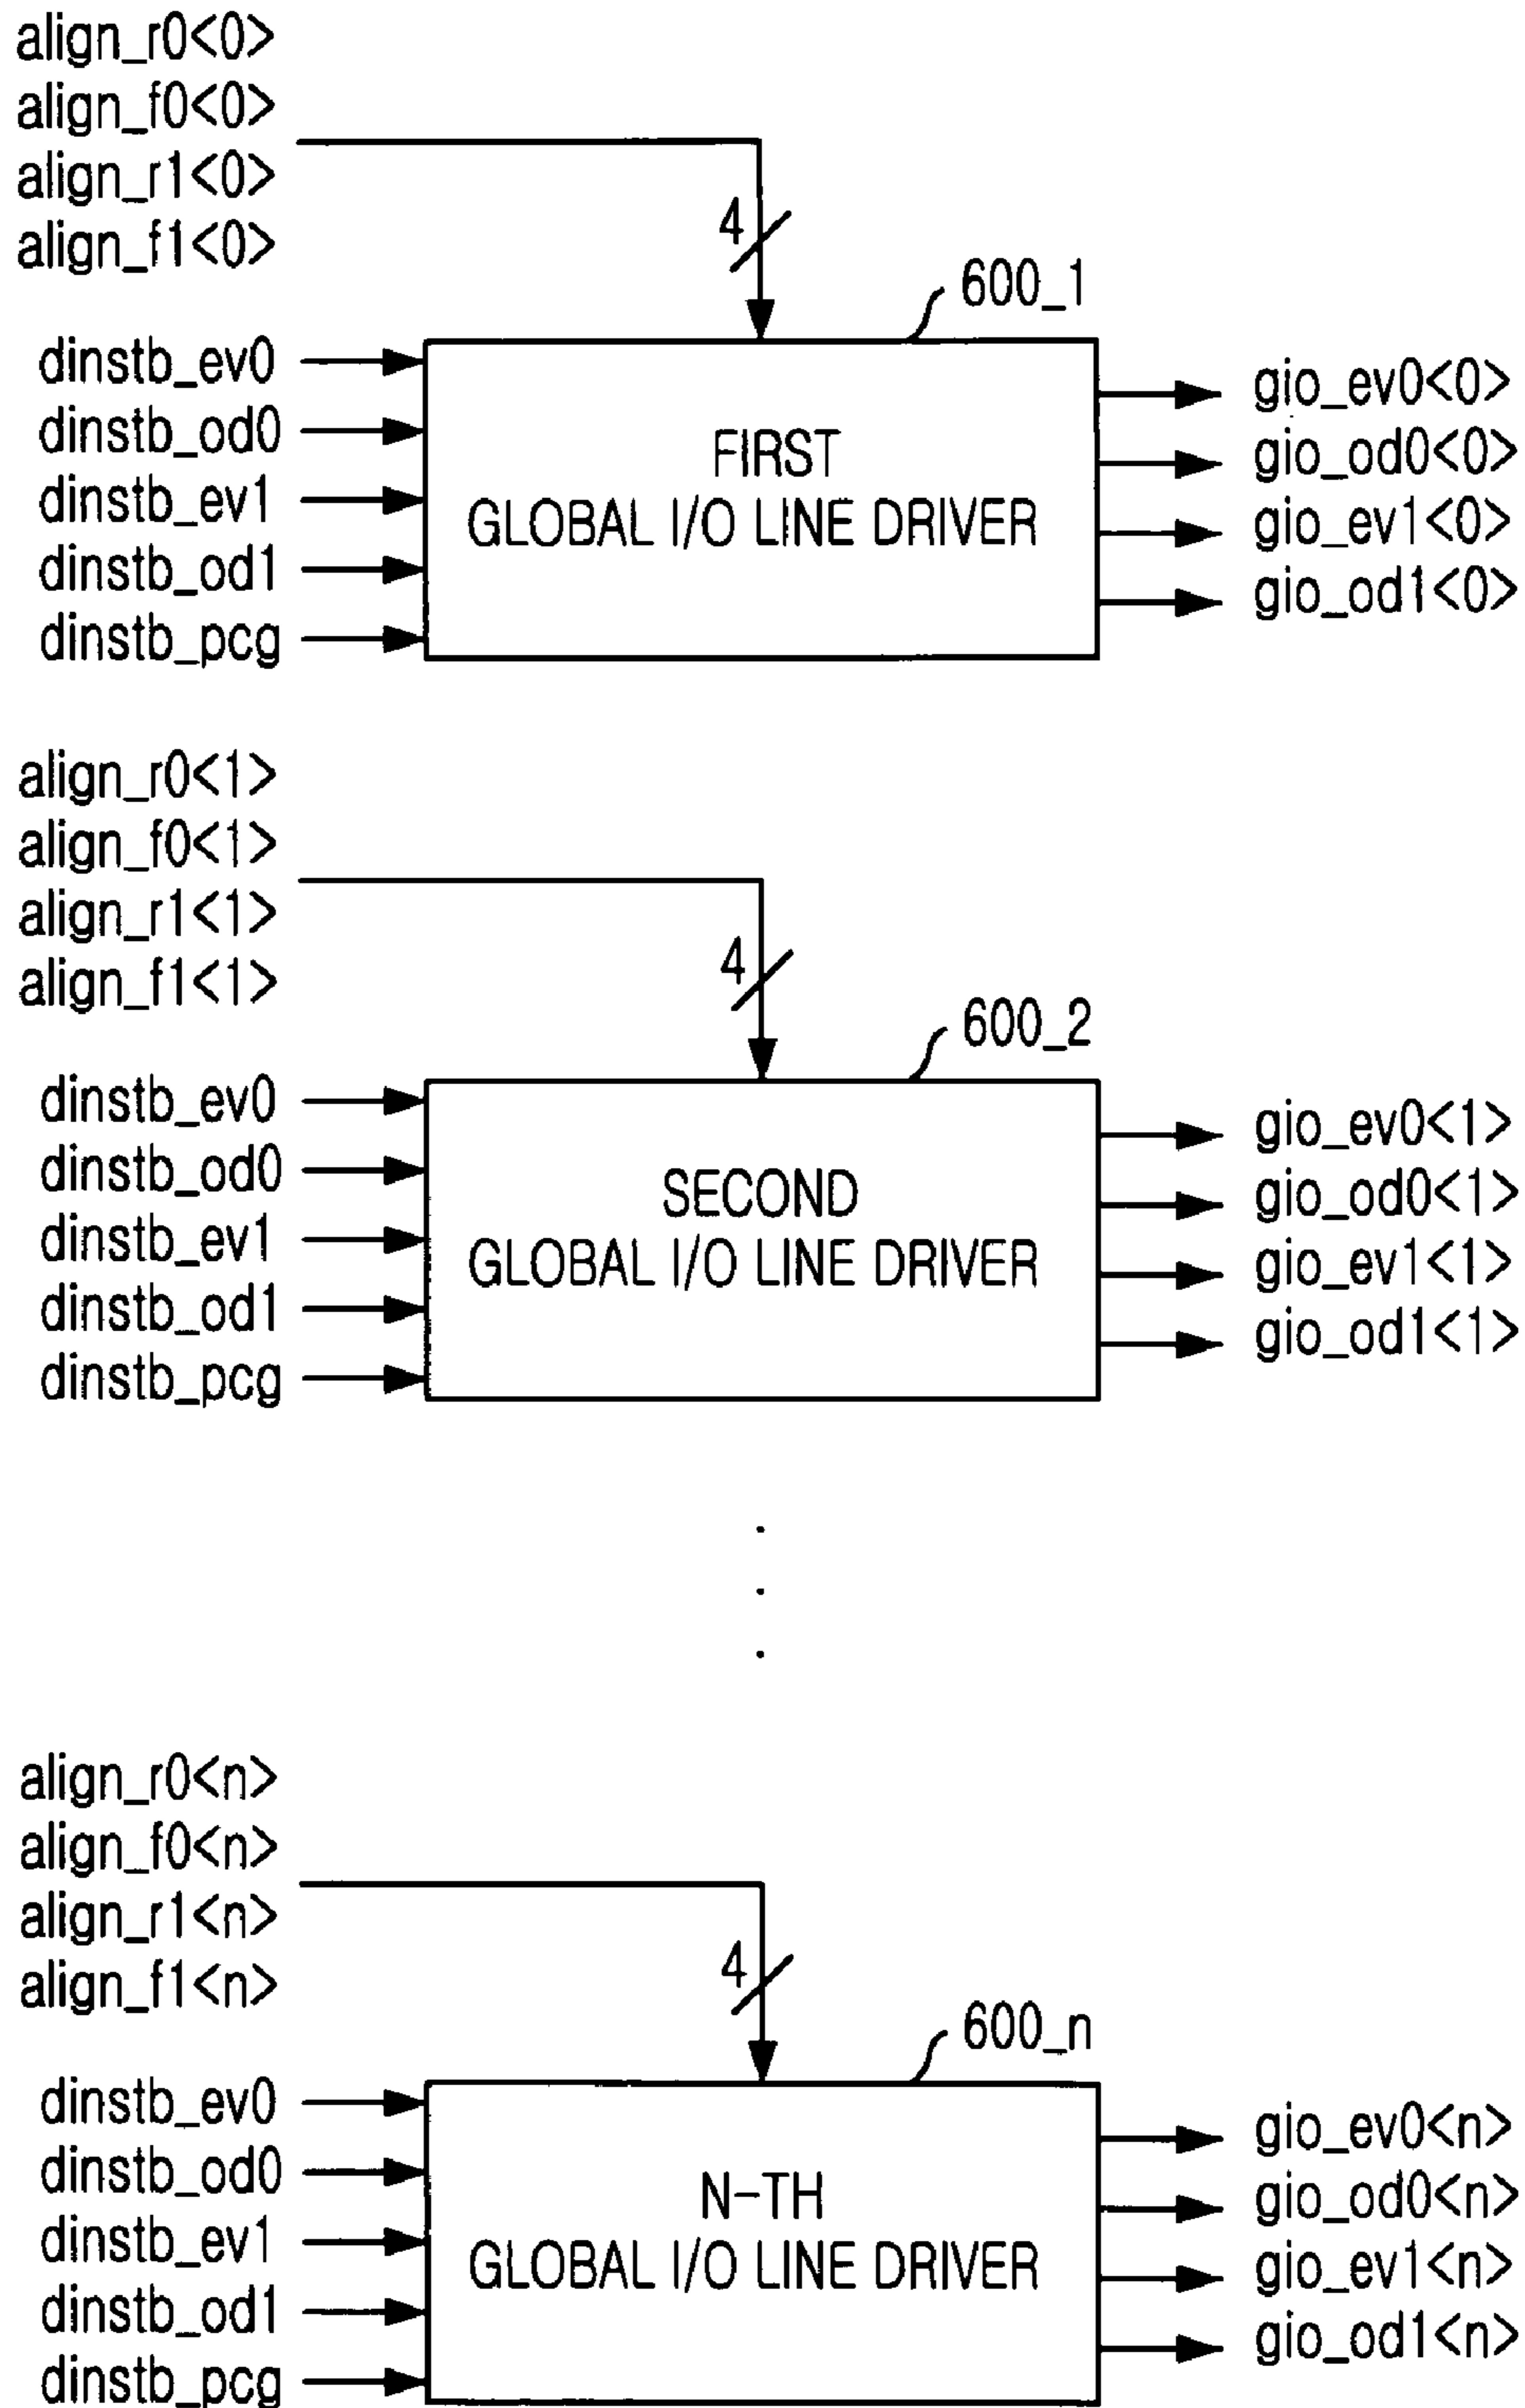 align_r0<0>
align_f0<0>
align_r1<0>
align_f1<0>
4
600_1
dinstb_ev0
dinstb_od0
dinstb_ev1
dinstb_od1
dinstb_pcg
FIRST
GLOBAL I/O LINE DRIVER
gio_ev0<0>
gio_od0<0>
gio_ev1<0>
gio_od1<0>
align_r0<1>
align_f0<1>
align_r1<1>
align_f1<1>
4
600_2
dinstb_ev0
dinstb_od0
dinstb_ev1
dinstb_od1
dinstb_pcg
SECOND
GLOBAL I/O LINE DRIVER
gio_ev0<1>
gio_od0<1>
gio_ev1<1>
gio_od1<1>
align_r0<n>
align_f0<n>
align_r1<n>
align_f1<n>
4
600_n
dinstb_ev0
dinstb_od0
dinstb_ev1
dinstb_od1
dinstb_pcg
N-TH
GLOBAL I/O LINE DRIVER
gio_ev0<n>
gio_od0<n>
gio_ev1<n>
gio_od1<n>